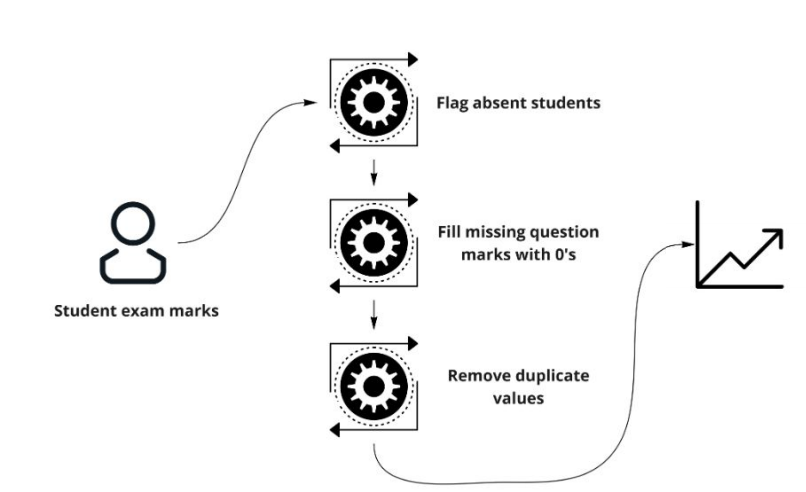 Flag absent students
Fill missing question
marks with 0's
Student exam marks
Remove duplicate
values